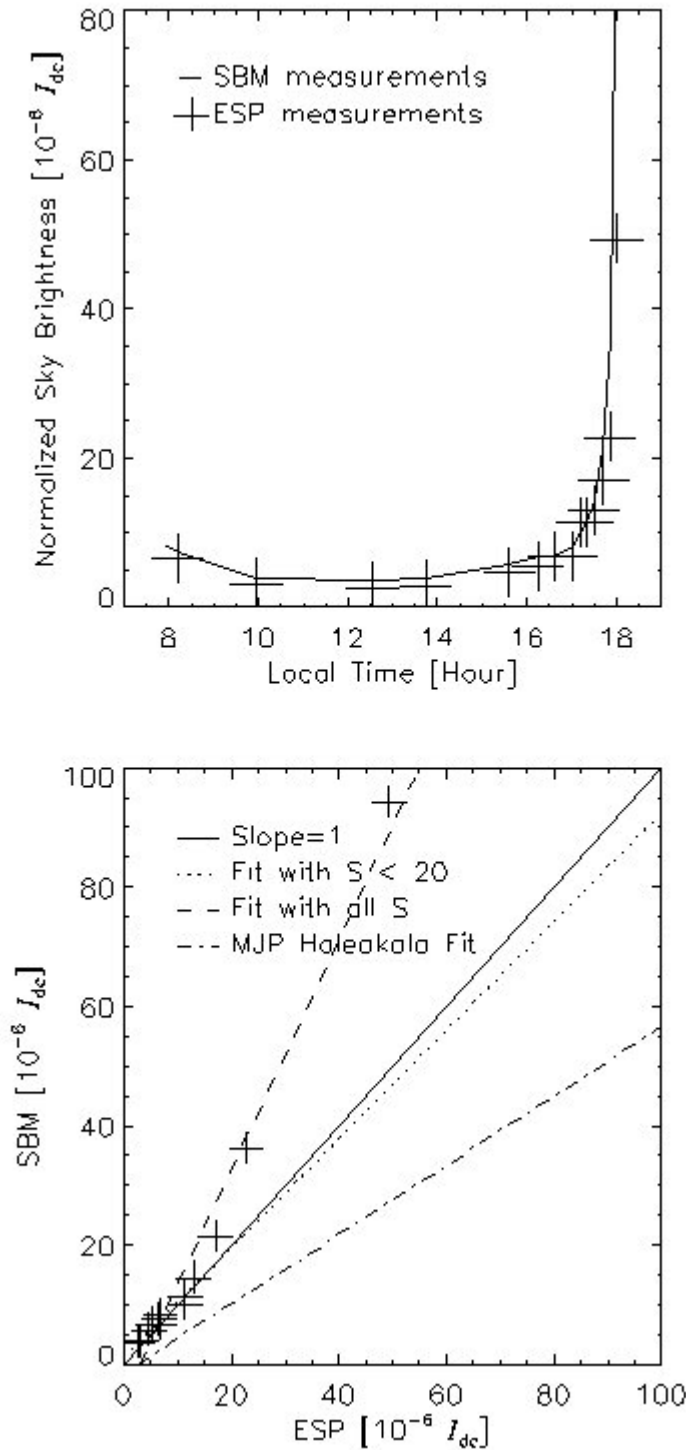 80
60
40
20
0
Normalized Sky Brightness [10⁻⁶ I_dc]
SBM measurements
ESP measurements
8 10 12 14 16 18
Local Time [Hour]
100
80
60
40
20
0
SBM [10⁻⁶ I_dc]
Slope=1
Fit with S < 20
Fit with all S
MJP Haleakala Fit
0 20 40 60 80 100
ESP [10⁻⁶ I_dc]